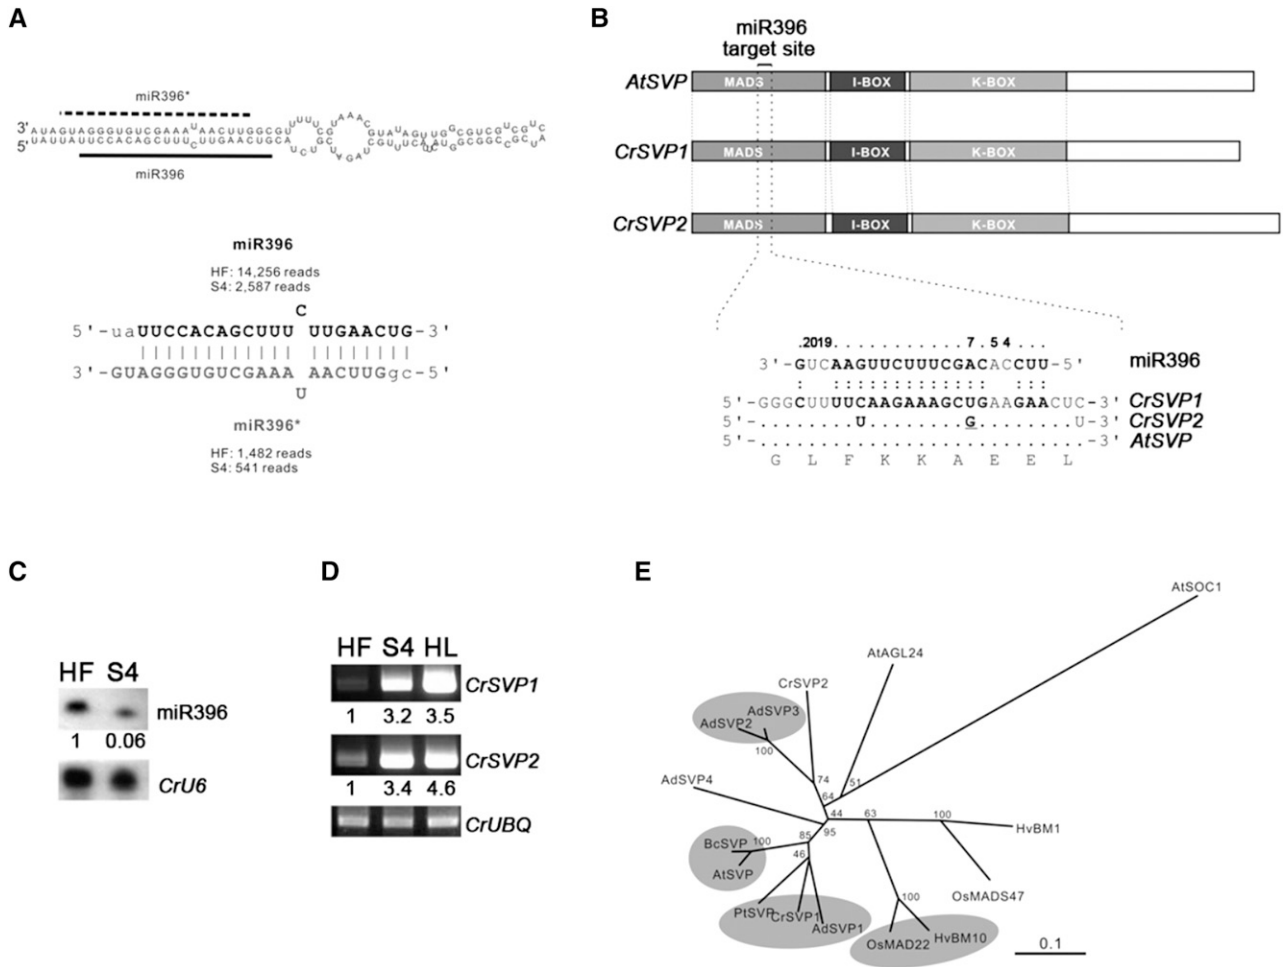 A
miR396*
3'
AUAGUAGGGUGUCGAAA
AACUUGGCG
5'
UAUUAUUCCACAGCUUU
UUGAACUG
miR396
miR396
HF: 14,256 reads
S4: 2,587 reads
C
5'-uaUUCCACAGCUUU UUGAACUG-3'
3'-GUAGGGUGUCGAAA AACUUGgc-5'
U
miR396*
HF: 1,482 reads
S4: 541 reads
B
miR396
target site
AtSVP
MADS I-BOX K-BOX
CrSVP1
MADS I-BOX K-BOX
CrSVP2
MADS I-BOX K-BOX
.2019. . . . . . . . . . . 7 . 5 4 . . .
3'-GUCAAGUUCUUUCGACACCUU-5' miR396
5'-GGGCUUUUCAAGAAAGCUGAAGAACUC-3' CrSVP1
5'-.........U.........G.........U-3' CrSVP2
5'-..............................-3' AtSVP
G L F K K A E E L
C
HF S4
miR396
1 0.06
CrU6
D
HF S4 HL
CrSVP1
1 3.2 3.5
CrSVP2
1 3.4 4.6
CrUBQ
E
AtSOC1
AtAGL24
CrSVP2
AdSVP3
AdSVP2
100
AdSVP4
74
51
64
44
63
100
HvBM1
95
85
BcSVP
100
AtSVP
46
OsMADS47
100
PtSVP
CrSVP1
AdSVP1
OsMAD22
HvBM10
0.1